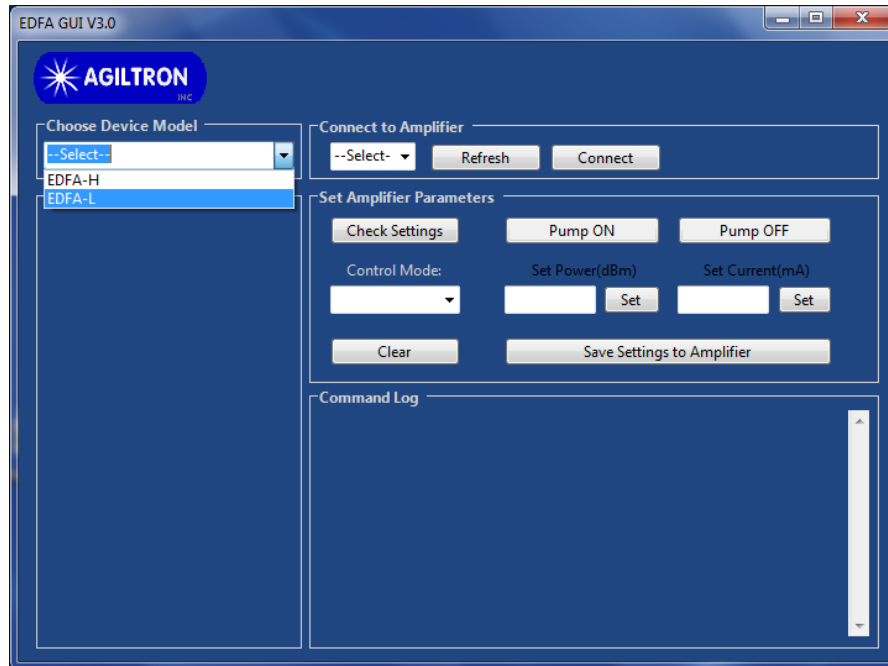 EDFA GUI V3.0
AGILTRON
INC
Choose Device Model
--Select--
EDFA-H
EDFA-L
Connect to Amplifier
--Select-
Refresh
Connect
Set Amplifier Parameters
Check Settings
Pump ON
Pump OFF
Control Mode:
Set Power(dBm)
Set Current(mA)
Set
Set
Clear
Save Settings to Amplifier
Command Log